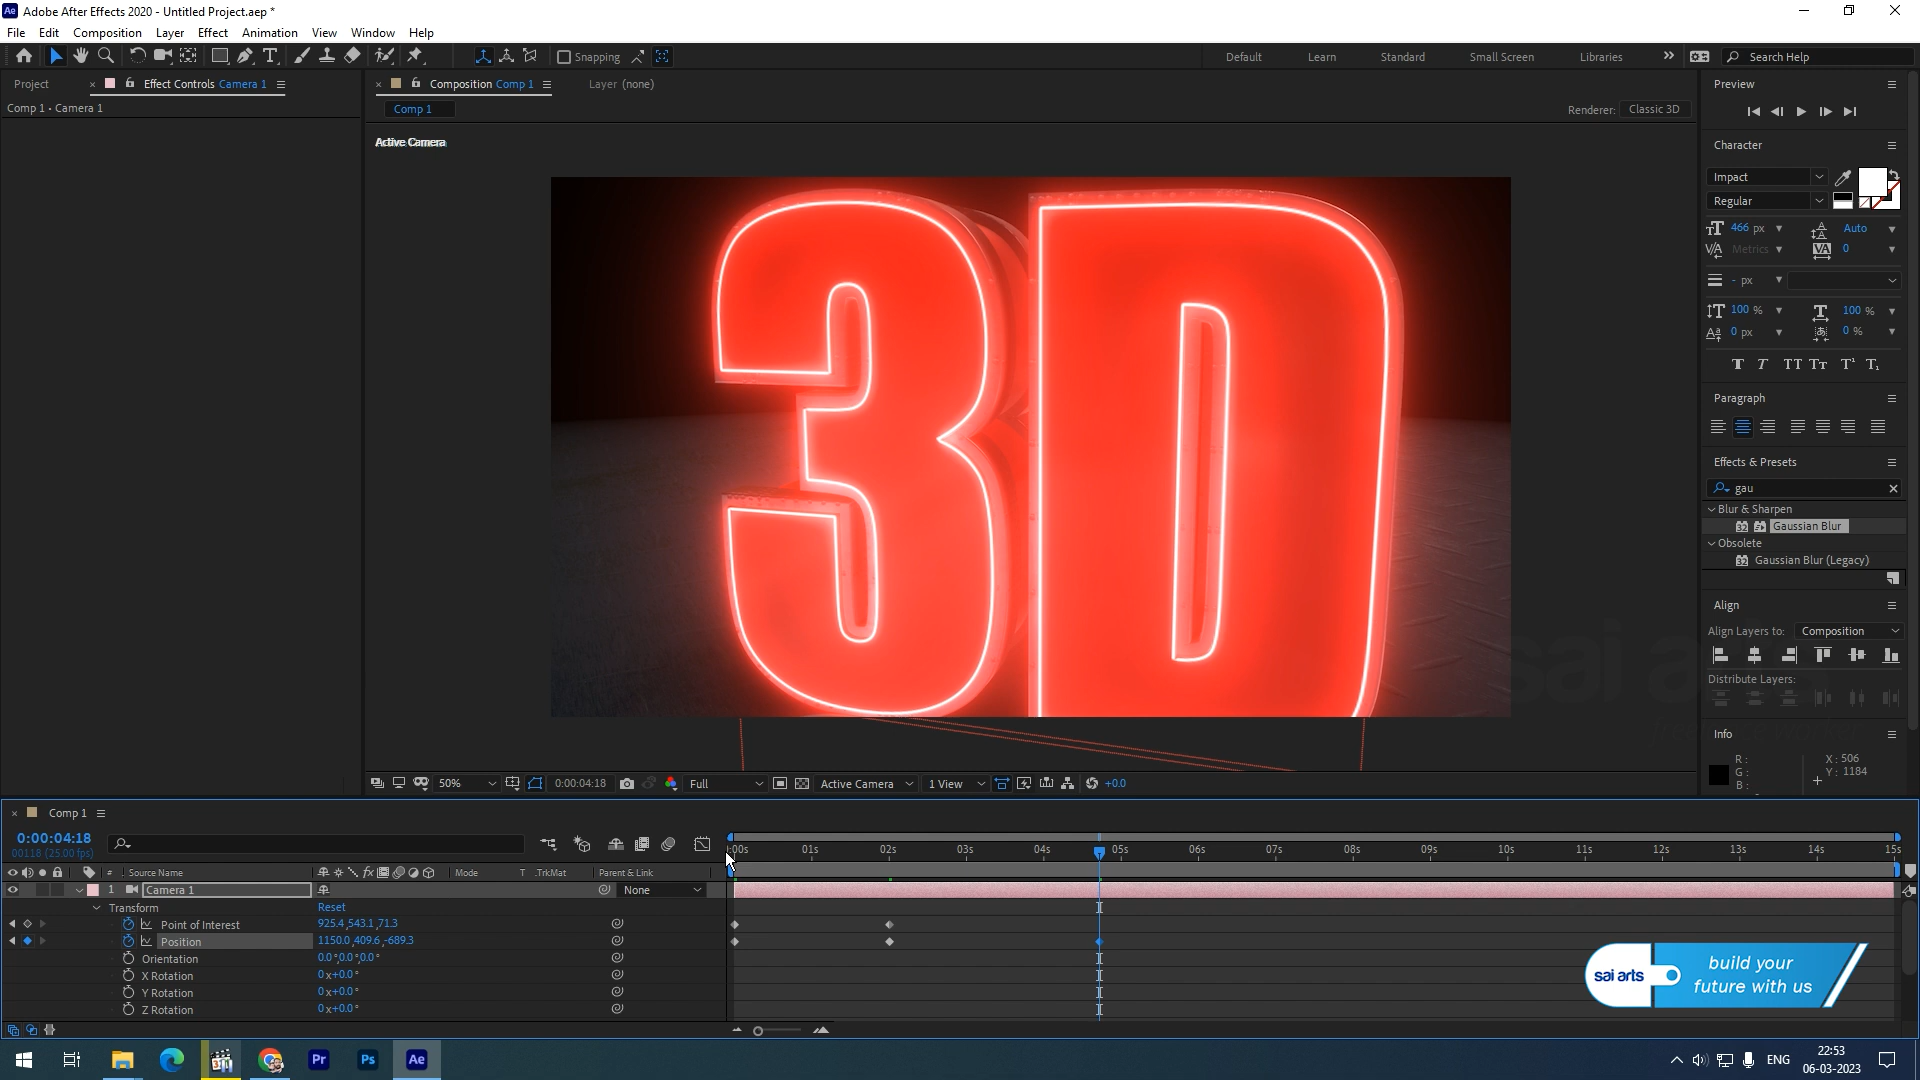 Ae Adobe After Effects 2020 - Untitled Project.aep *
File Edit Composition Layer Effect Animation View Window Help
Snapping Default Learn Standard Small Screen Libraries Search Help
Project Effect Controls Camera 1
Composition Comp 1 Layer (none)
Comp 1 • Camera 1
Comp 1
Renderer: Classic 3D
Active Camera
3D
50% 0:00:04:18 Full Active Camera 1 View +0.0
Preview
Character
Impact
Regular
466 px Auto
Metrics 0
- px
100 % 100 %
0 px 0 %
Paragraph
Effects & Presets
gau
Blur & Sharpen
Gaussian Blur
Obsolete
Gaussian Blur (Legacy)
Align
Align Layers to: Composition
Distribute Layers:
sai arts
Info
R: X: 506
G: Y: 1184
B:
Comp 1
0:00:04:18
00118 (25.00 fps)
:00s 01s 02s 03s 04s 05s 06s 07s 08s 09s 10s 11s 12s 13s 14s 15s
# Source Name Mode T .TrkMat Parent & Link
1 Camera 1 None
Transform Reset
Point of Interest 925.4,543.1,71.3
Position 1150.0,409.6,-689.3
Orientation 0.0°,0.0°,0.0°
X Rotation 0x+0.0°
Y Rotation 0x+0.0°
Z Rotation 0x+0.0°
sai arts
build your
future with us
Pr Ps Ae
ENG
22:53
06-03-2023